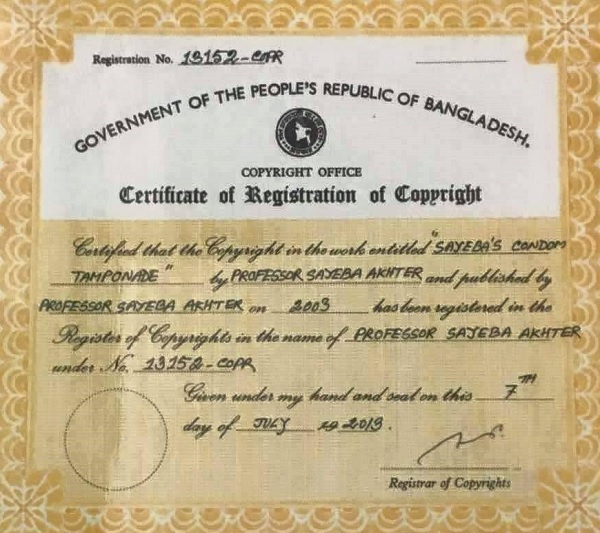 Registration No. 13152-COPR
GOVERNMENT OF THE PEOPLE'S REPUBLIC OF BANGLADESH.
COPYRIGHT OFFICE
Certificate of Registration of Copyright
Certified that the Copyright in the work entitled "SAYEBA'S CONDOM
TAMPONADE" by PROFESSOR SAYEBA AKHTER and published by
PROFESSOR SAYEBA AKHTER on 2003 has been registered in the
Register of Copyrights in the name of PROFESSOR SAYEBA AKHTER
under No. 13152-COPR
Given under my hand and seal on this 7TH
day of JULY 19 2013.
Registrar of Copyrights